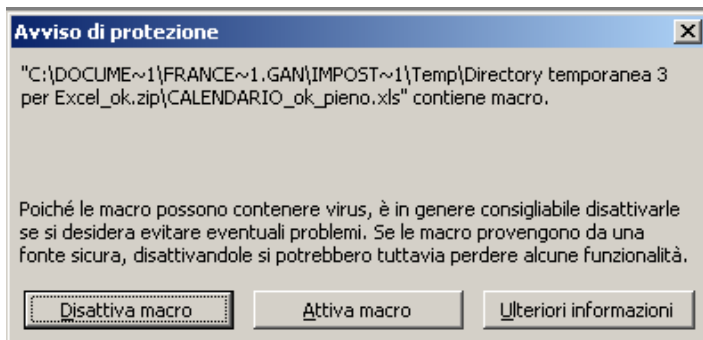 Avviso di protezione
"C:\DOCUME~1\FRANCE~1.GAN\IMPOST~1\Temp\Directory temporanea 3
per Excel_ok.zip\CALENDARIO_ok_pieno.xls" contiene macro.
Poiché le macro possono contenere virus, è in genere consigliabile disattivarle
se si desidera evitare eventuali problemi. Se le macro provengono da una
fonte sicura, disattivandole si potrebbero tuttavia perdere alcune funzionalità.
Disattiva macro
Attiva macro
Ulteriori informazioni